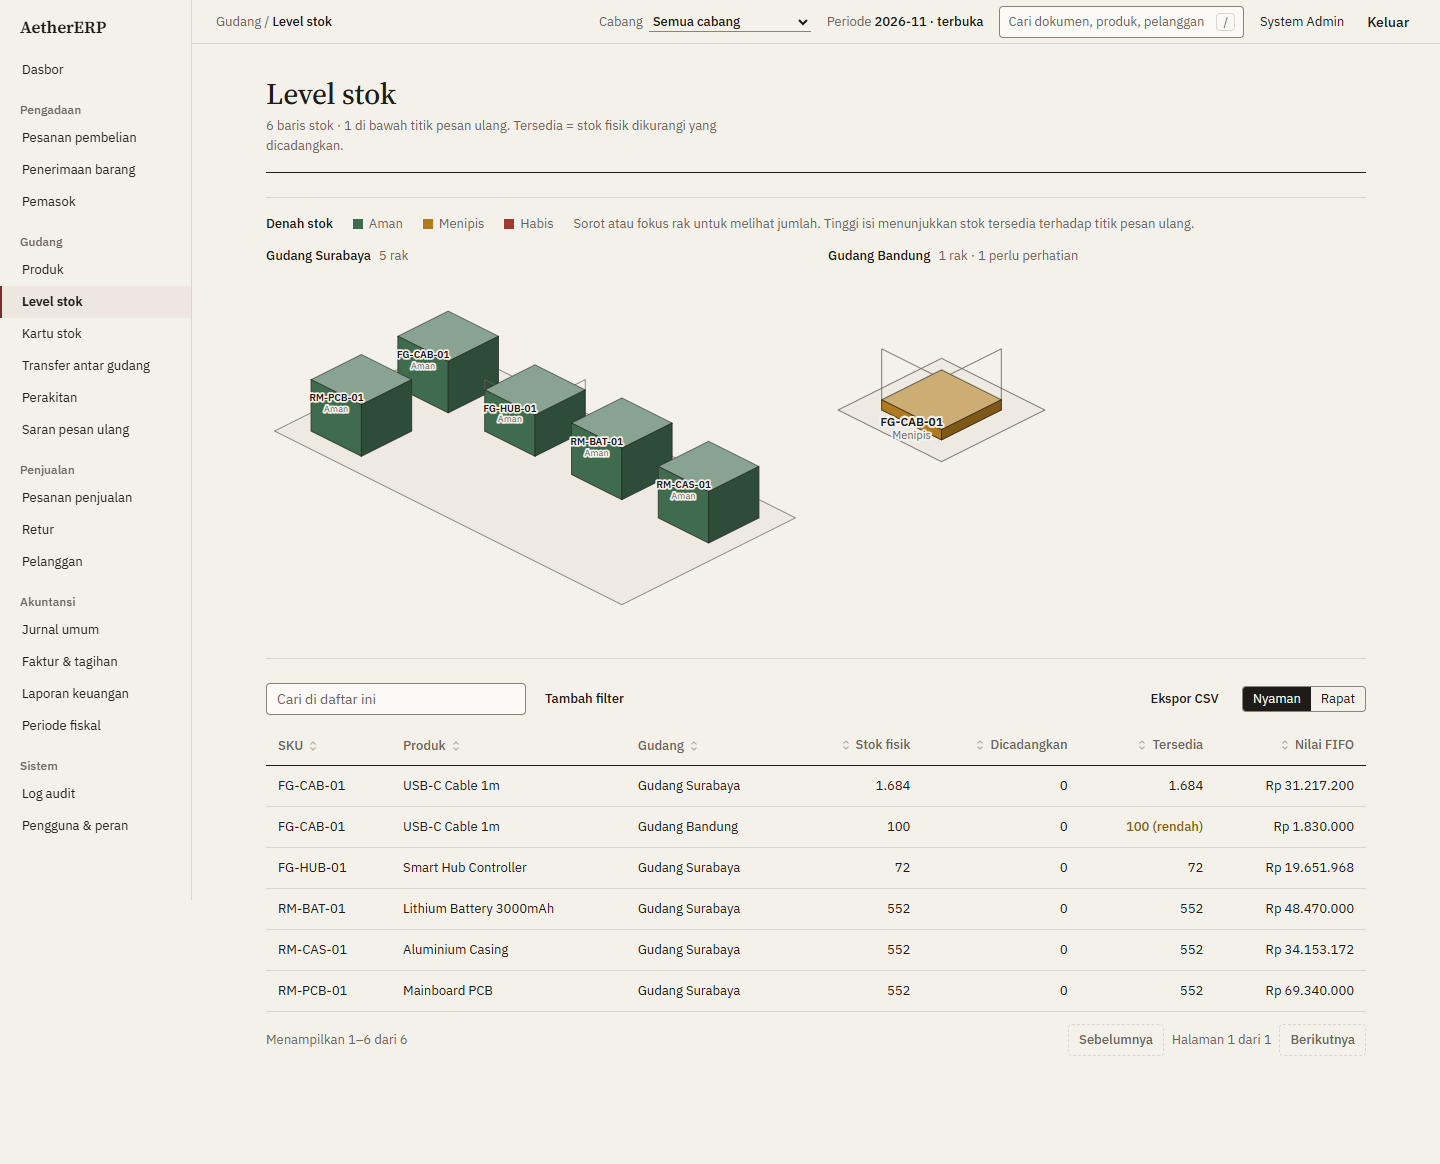 AetherERP
Dasbor
Pengadaan
Pesanan pembelian
Penerimaan barang
Pemasok
Gudang
Produk
Level stok
Kartu stok
Transfer antar gudang
Perakitan
Saran pesan ulang
Penjualan
Pesanan penjualan
Retur
Pelanggan
Akuntansi
Jurnal umum
Faktur & tagihan
Laporan keuangan
Periode fiskal
Sistem
Log audit
Pengguna & peran
Gudang / Level stok
Cabang Semua cabang
Periode 2026-11 · terbuka
Cari dokumen, produk, pelanggan /
System Admin
Keluar
Level stok
6 baris stok · 1 di bawah titik pesan ulang. Tersedia = stok fisik dikurangi yang
dicadangkan.
Denah stok Aman Menipis Habis Sorot atau fokus rak untuk melihat jumlah. Tinggi isi menunjukkan stok tersedia terhadap titik pesan ulang.
Gudang Surabaya 5 rak
FG-CAB-01
Aman
RM-PCB-01
Aman
FG-HUB-01
Aman
RM-BAT-01
Aman
RM-CAS-01
Aman
Gudang Bandung 1 rak · 1 perlu perhatian
FG-CAB-01
Menipis
Cari di daftar ini
Tambah filter
Ekspor CSV
Nyaman Rapat
SKU Produk Gudang Stok fisik Dicadangkan Tersedia Nilai FIFO
FG-CAB-01 USB-C Cable 1m Gudang Surabaya 1.684 0 1.684 Rp 31.217.200
FG-CAB-01 USB-C Cable 1m Gudang Bandung 100 0 100 (rendah) Rp 1.830.000
FG-HUB-01 Smart Hub Controller Gudang Surabaya 72 0 72 Rp 19.651.968
RM-BAT-01 Lithium Battery 3000mAh Gudang Surabaya 552 0 552 Rp 48.470.000
RM-CAS-01 Aluminium Casing Gudang Surabaya 552 0 552 Rp 34.153.172
RM-PCB-01 Mainboard PCB Gudang Surabaya 552 0 552 Rp 69.340.000
Menampilkan 1–6 dari 6
Sebelumnya Halaman 1 dari 1 Berikutnya